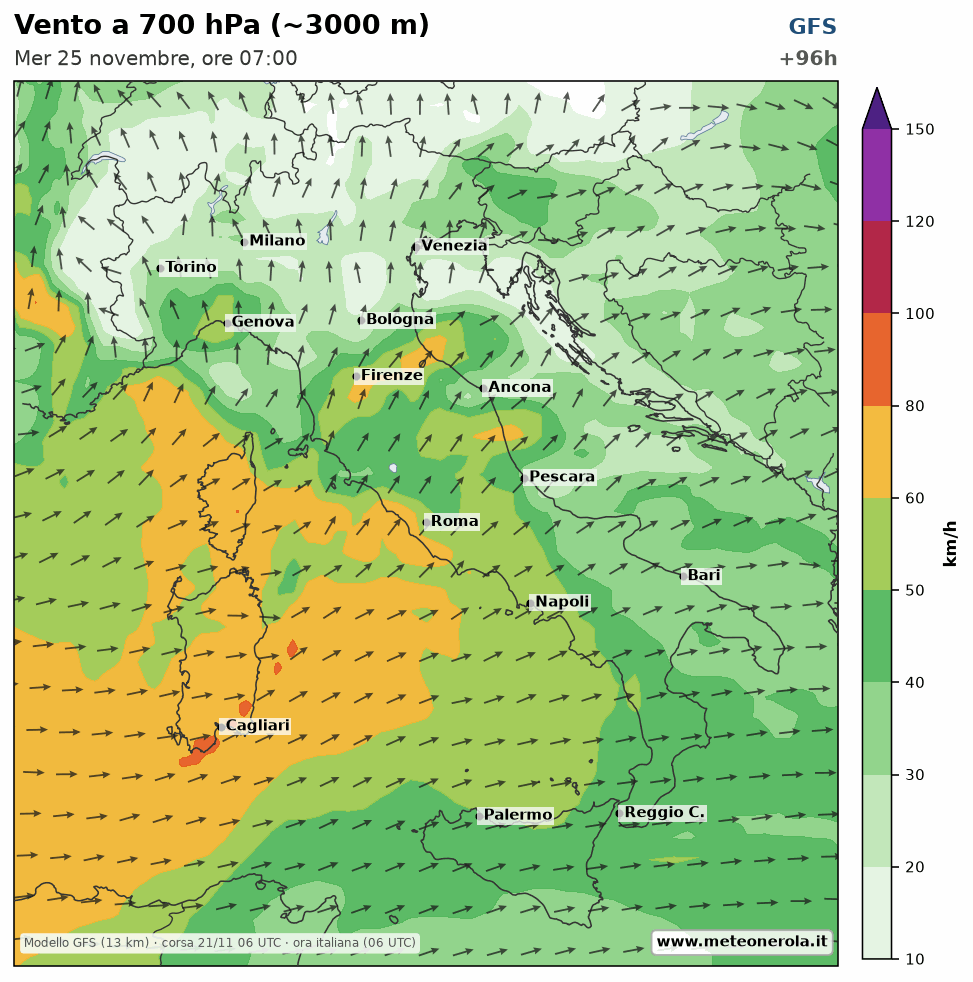 Vento a 700 hPa (~3000 m)
GFS
Mer 25 novembre, ore 07:00
+96h
150
120
100
80
60
50
40
30
20
10
km/h
Milano
Venezia
Torino
Genova
Bologna
Firenze
Ancona
Pescara
Roma
Bari
Napoli
Cagliari
Palermo
Reggio C.
Modello GFS (13 km) · corsa 21/11 06 UTC · ora italiana (06 UTC)
www.meteonerola.it